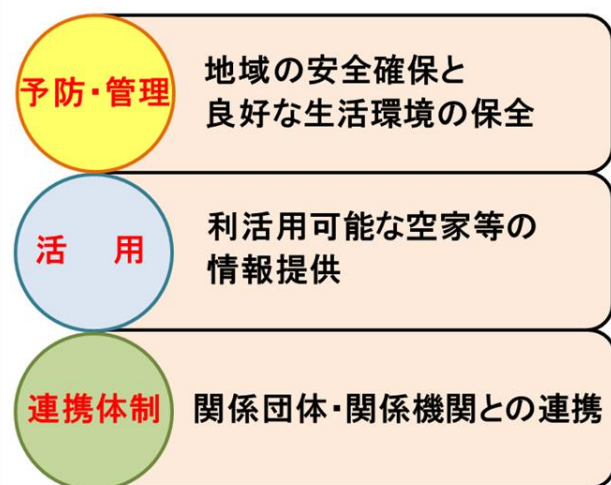 予防・管理
地域の安全確保と
良好な生活環境の保全
活　用
利活用可能な空家等の
情報提供
連携体制
関係団体・関係機関との連携